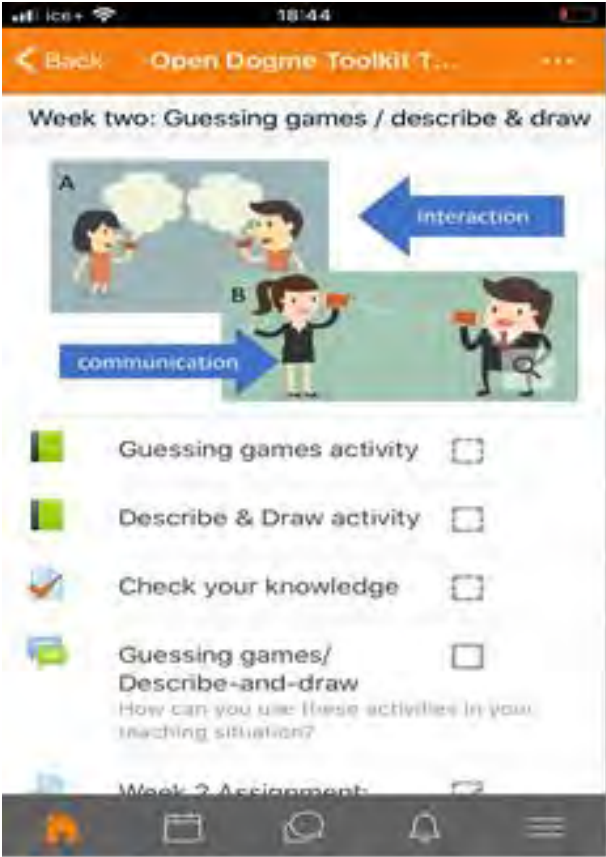 ice+ 18:44
Back Open Dogme Toolkit T...
Week two: Guessing games / describe & draw
A
Interaction
B
communication
Guessing games activity
Describe & Draw activity
Check your knowledge
Guessing games/
Describe-and-draw
How can you use these activities in your
teaching situation?
Week 2 Assignment: